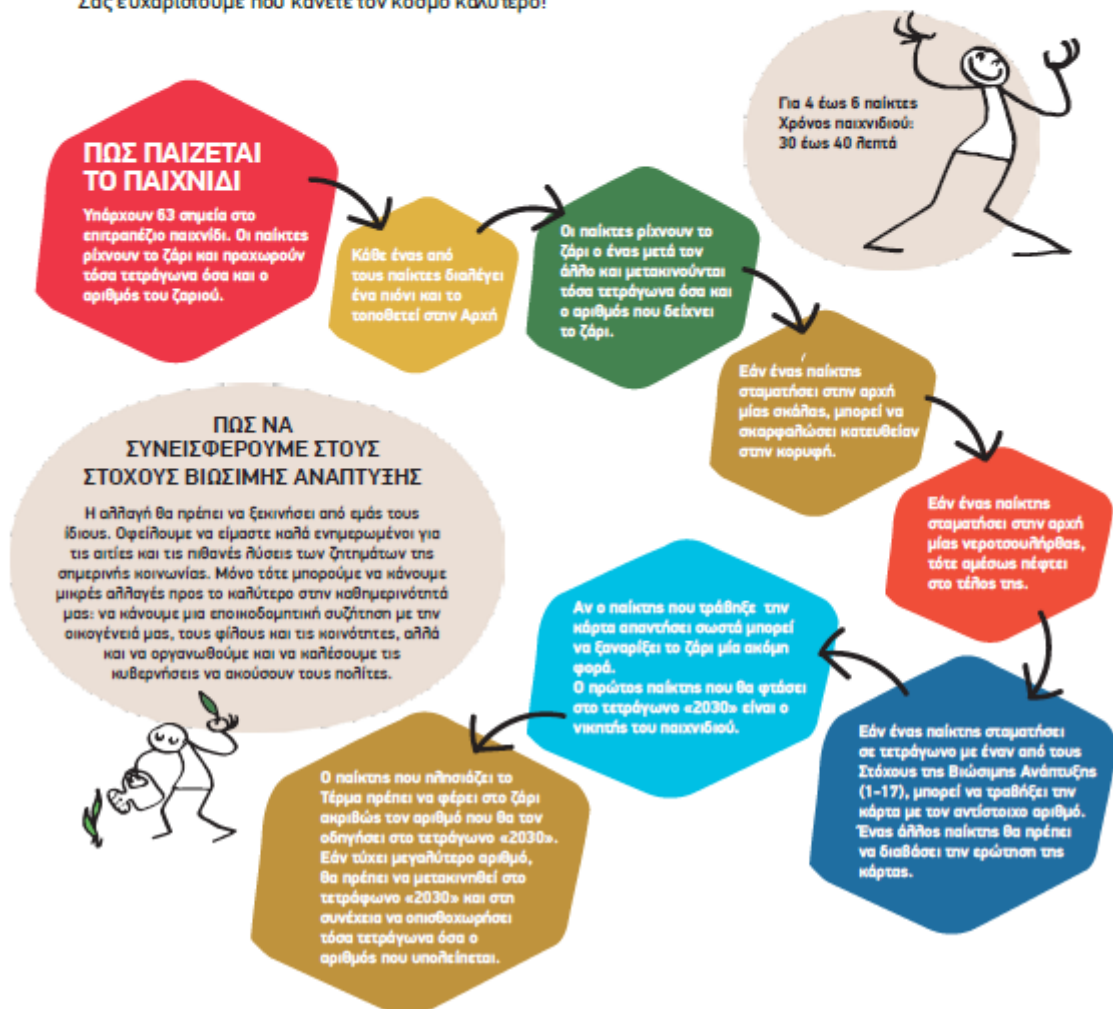 Σας ευχαριστούμε που κάνετε τον κόσμο καλύτερο!
Για 4 έως 6 παίκτες
Χρόνος παιχνιδιού:
30 έως 40 λεπτά
ΠΩΣ ΠΑΙΖΕΤΑΙ
ΤΟ ΠΑΙΧΝΙΔΙ
Υπάρχουν 63 σημεία στο
επιτραπέζιο παιχνίδι. Οι παίκτες
ρίχνουν το ζάρι και προχωρούν
τόσα τετράγωνα όσα και ο
αριθμός του ζαριού.
Κάθε ένας από
τους παίκτες διαλέγει
ένα πιόνι και το
τοποθετεί στην Αρχή
Οι παίκτες ρίχνουν το
ζάρι ο ένας μετά τον
άλλο και μετακινούνται
τόσα τετράγωνα όσα και
ο αριθμός που δείχνει
το ζάρι.
Εάν ένας παίκτης
σταματήσει στην αρχή
μίας σκάλας, μπορεί να
σκαρφαλώσει κατευθείαν
στην κορυφή.
Εάν ένας παίκτης
σταματήσει στην αρχή
μίας νεροτσουλήρθας,
τότε αμέσως πέφτει
στο τέλος της.
Εάν ένας παίκτης σταματήσει
σε τετράγωνο με έναν από τους
Στόχους της Βιώσιμης Ανάπτυξης
(1-17), μπορεί να τραβήξει την
κάρτα με τον αντίστοιχο αριθμό.
Ένας άλλος παίκτης θα πρέπει
να διαβάσει την ερώτηση της
κάρτας.
Αν ο παίκτης που τράβηξε την
κάρτα απαντήσει σωστά μπορεί
να ξαναρίξει το ζάρι μία ακόμη
φορά.
Ο πρώτος παίκτης που θα φτάσει
στο τετράγωνο «2030» είναι ο
νικητής του παιχνιδιού.
Ο παίκτης που πλησιάζει το
Τέρμα πρέπει να φέρει στο ζάρι
ακριβώς τον αριθμό που θα τον
οδηγήσει στο τετράγωνο «2030».
Εάν τύχει μεγαλύτερο αριθμό,
θα πρέπει να μετακινηθεί στο
τετράφωνο «2030» και στη
συνέχεια να οπισθοχωρήσει
τόσα τετράγωνα όσα ο
αριθμός που υπολείπεται.
ΠΩΣ ΝΑ
ΣΥΝΕΙΣΦΕΡΟΥΜΕ ΣΤΟΥΣ
ΣΤΟΧΟΥΣ ΒΙΩΣΙΜΗΣ ΑΝΑΠΤΥΞΗΣ
Η αλλαγή θα πρέπει να ξεκινήσει από εμάς τους
ίδιους. Οφείλουμε να είμαστε καλά ενημερωμένοι για
τις αιτίες και τις πιθανές λύσεις των ζητημάτων της
σημερινής κοινωνίας. Μόνο τότε μπορούμε να κάνουμε
μικρές αλλαγές προς το καλύτερο στην καθημερινότητά
μας: να κάνουμε μια εποικοδομητική συζήτηση με την
οικογένειά μας, τους φίλους και τις κοινότητες, αλλά
και να οργανωθούμε και να καλέσουμε τις
κυβερνήσεις να ακούσουν τους πολίτες.